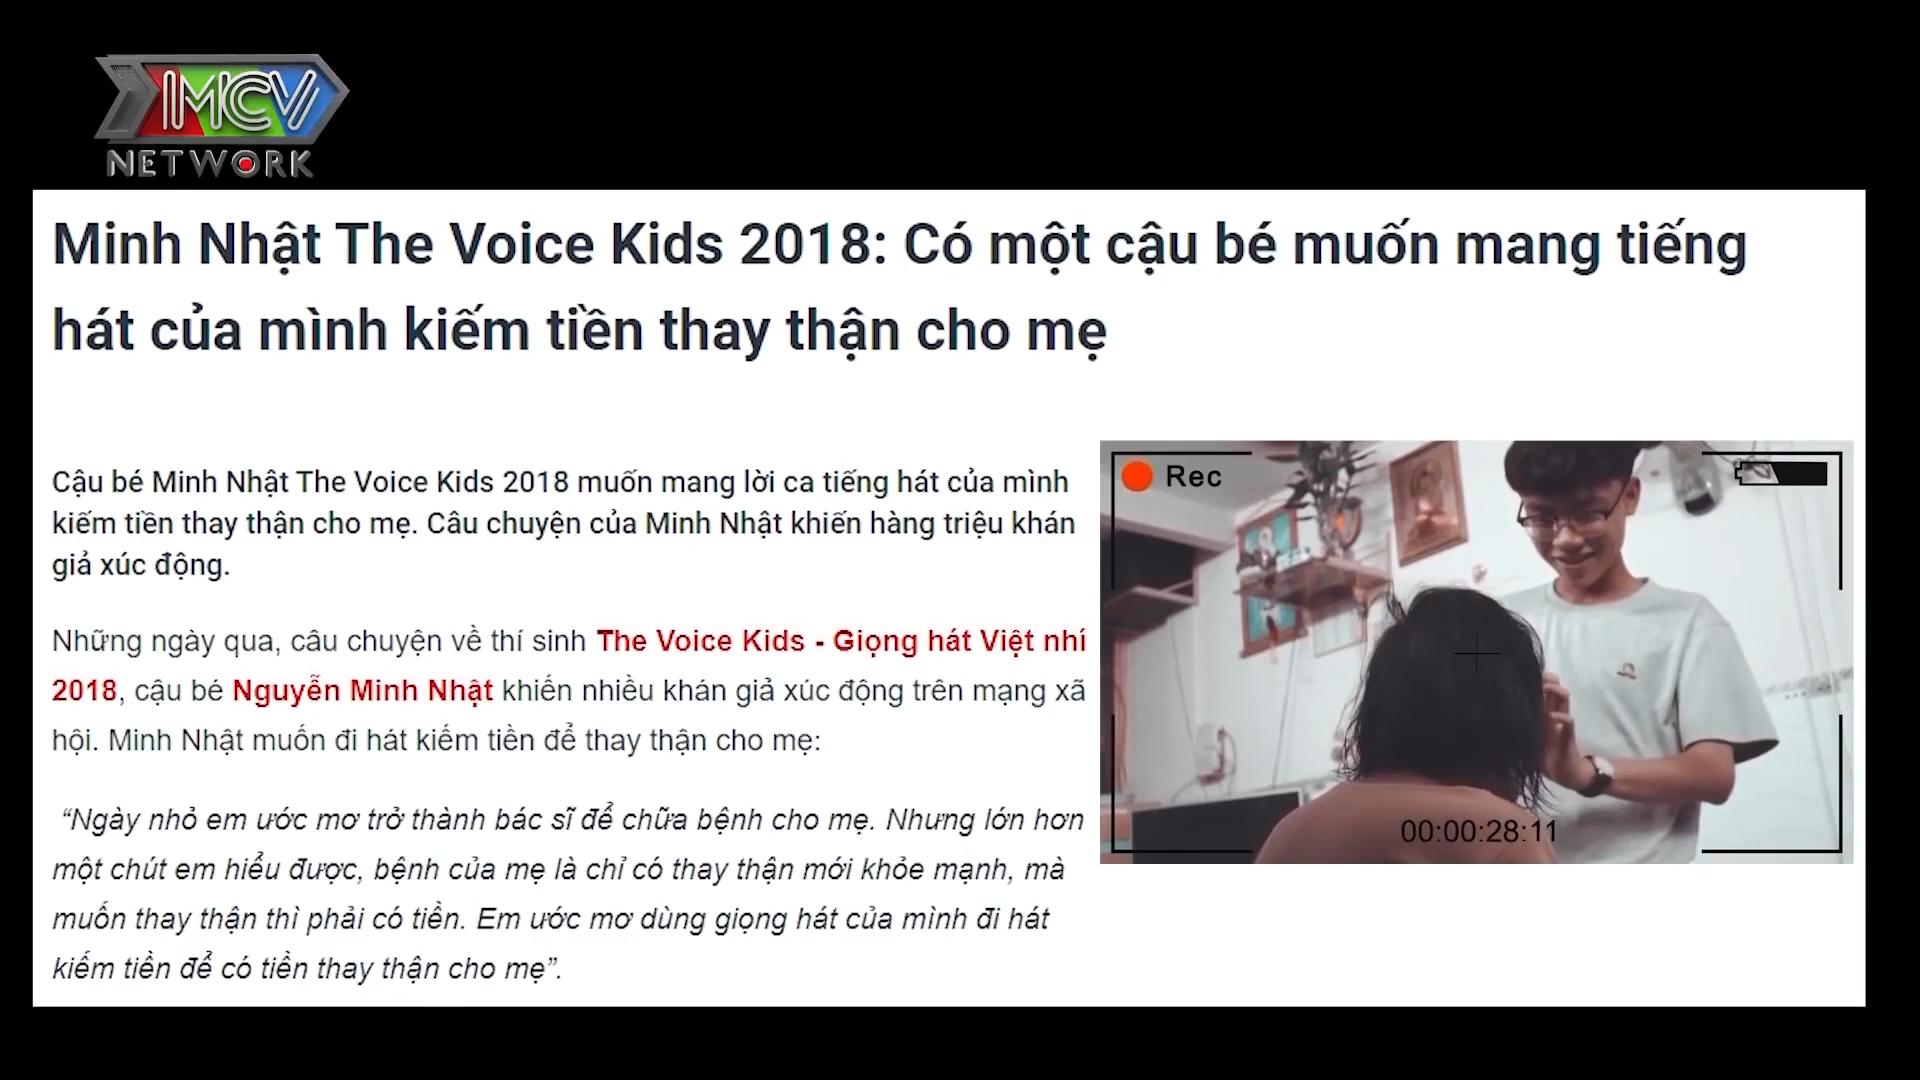 MCV
NETWORK
Minh Nhật The Voice Kids 2018: Có một cậu bé muốn mang tiếng
hát của mình kiếm tiền thay thận cho mẹ
Cậu bé Minh Nhật The Voice Kids 2018 muốn mang lời ca tiếng hát của mình
kiếm tiền thay thận cho mẹ. Câu chuyện của Minh Nhật khiến hàng triệu khán
giả xúc động.
Những ngày qua, câu chuyện về thí sinh The Voice Kids - Giọng hát Việt nhí
2018, cậu bé Nguyễn Minh Nhật khiến nhiều khán giả xúc động trên mạng xã
hội. Minh Nhật muốn đi hát kiếm tiền để thay thận cho mẹ:
“Ngày nhỏ em ước mơ trở thành bác sĩ để chữa bệnh cho mẹ. Nhưng lớn hơn
một chút em hiểu được, bệnh của mẹ là chỉ có thay thận mới khỏe mạnh, mà
muốn thay thận thì phải có tiền. Em ước mơ dùng giọng hát của mình đi hát
kiếm tiền để có tiền thay thận cho mẹ”.
Rec
00:00:28:11